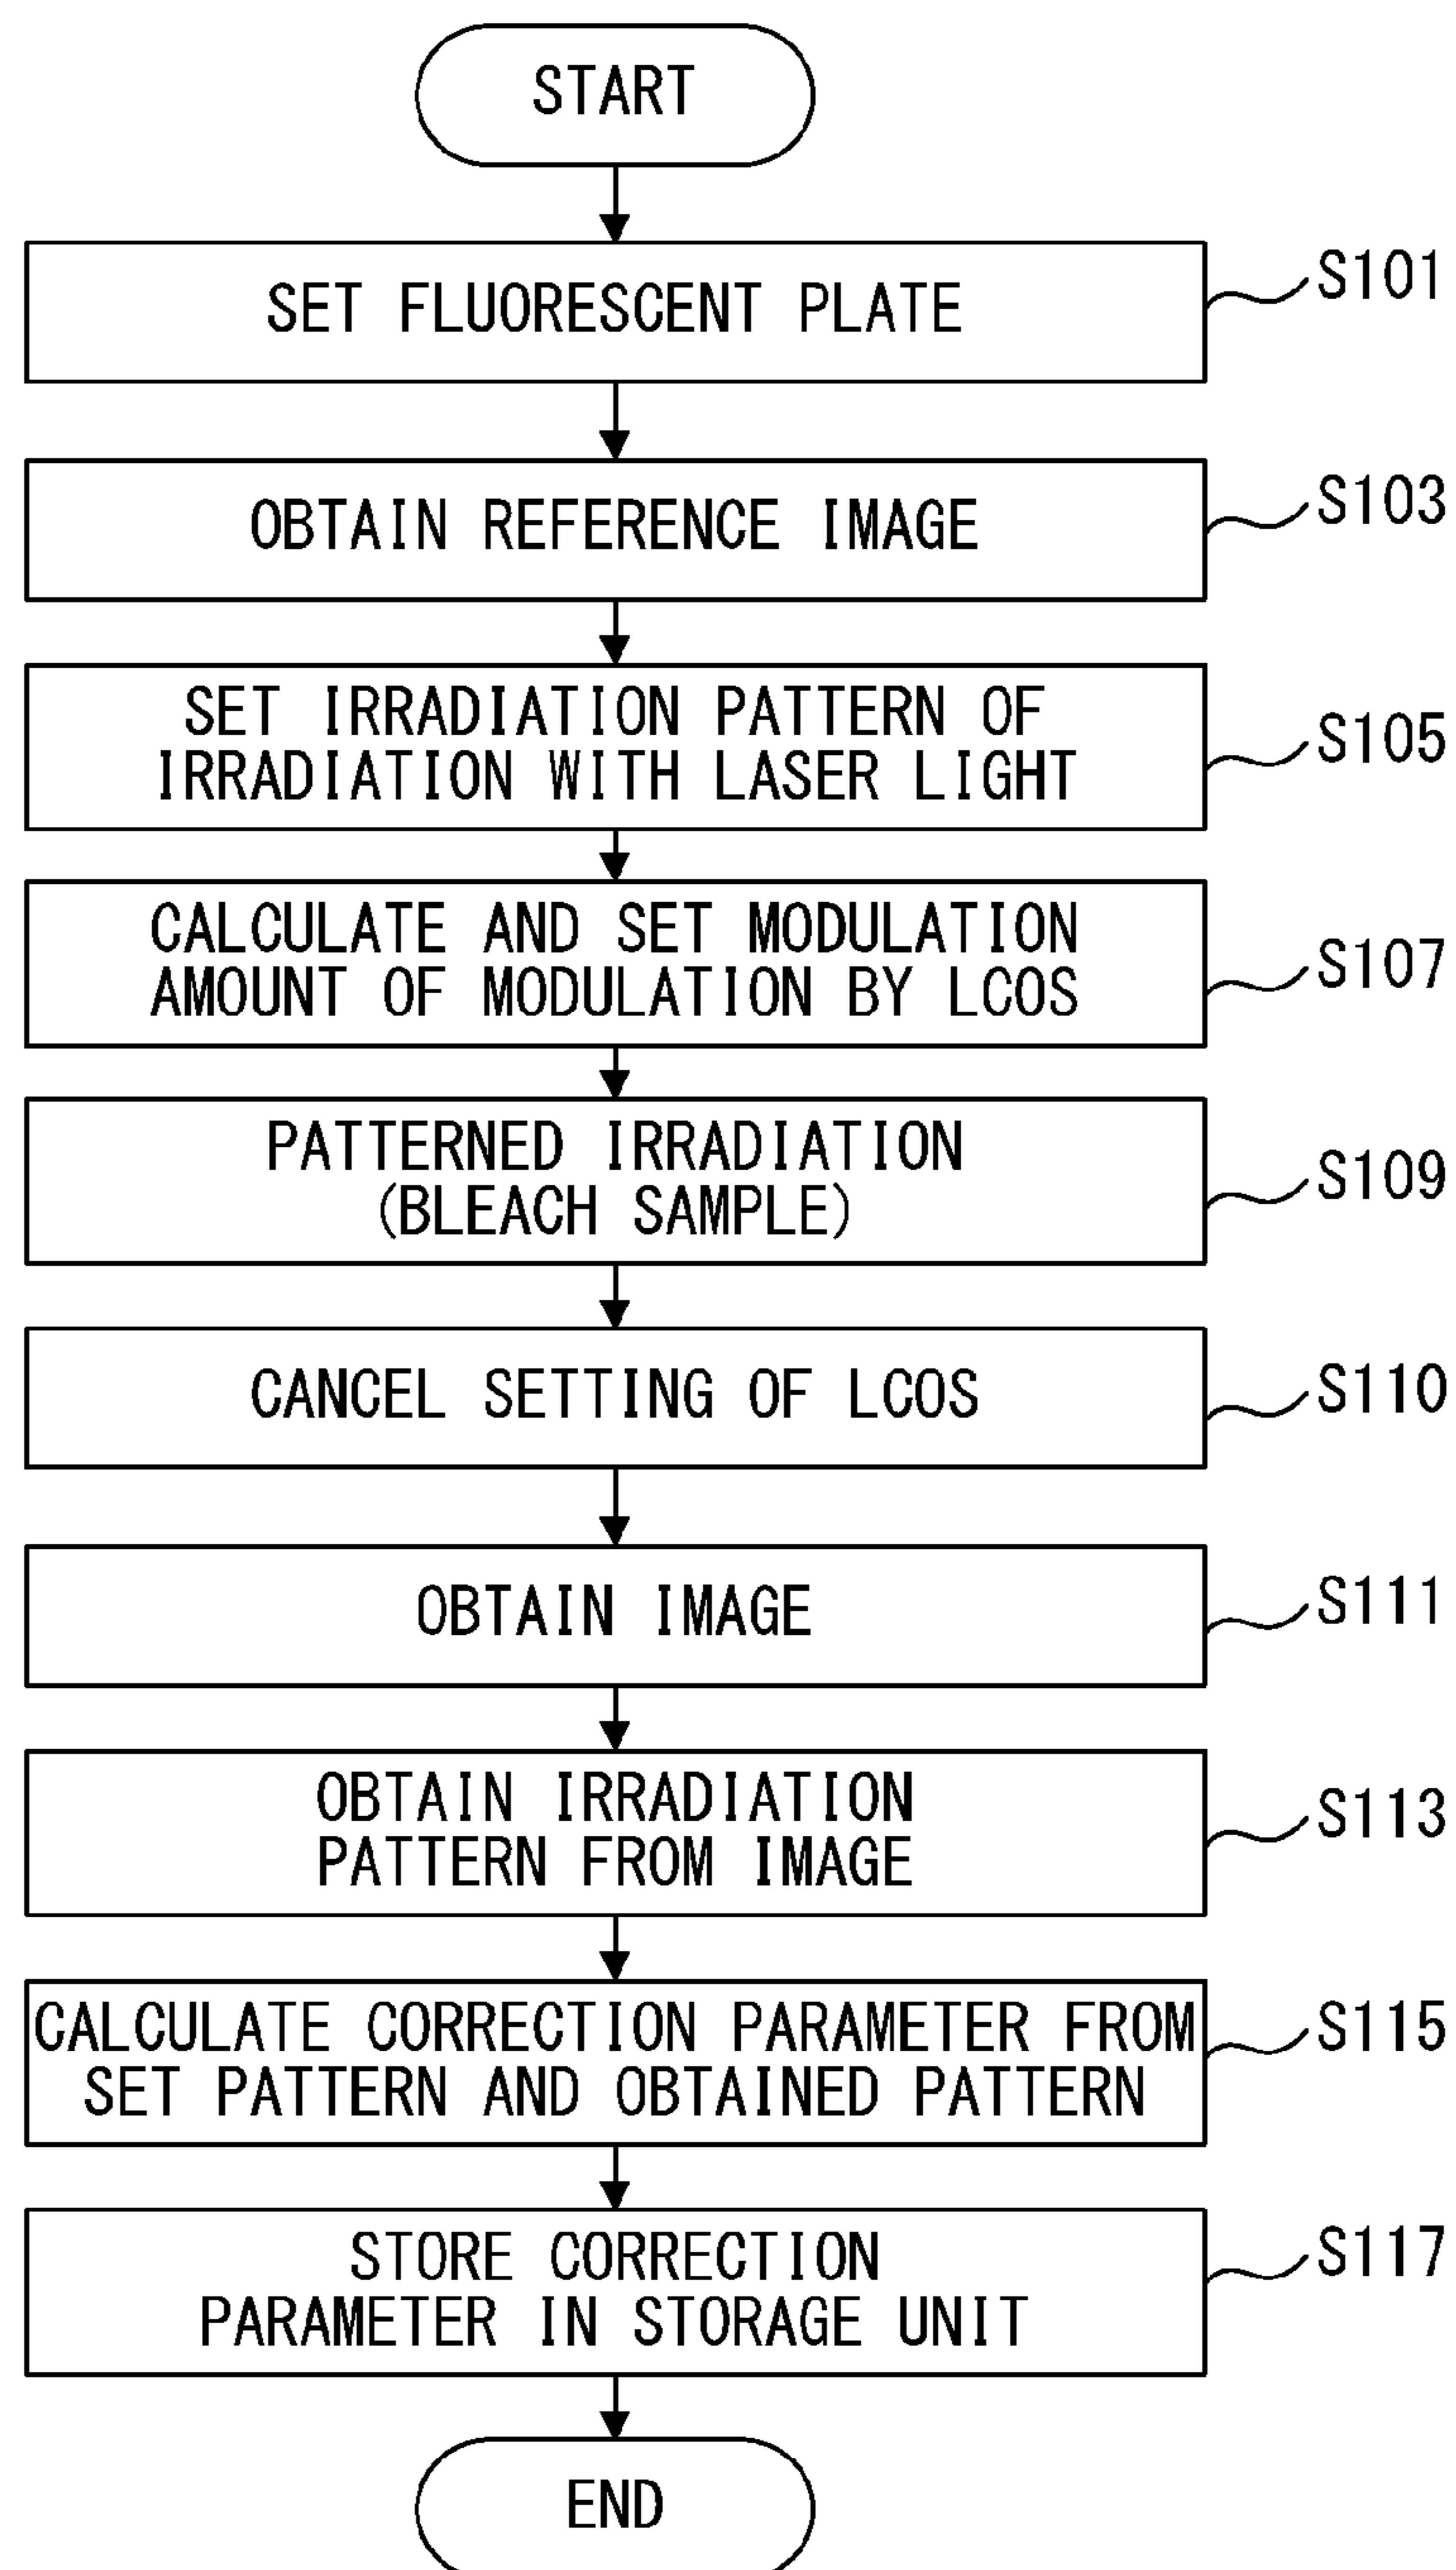 START
SET FLUORESCENT PLATE
S101
OBTAIN REFERENCE IMAGE
S103
SET IRRADIATION PATTERN OF
IRRADIATION WITH LASER LIGHT
S105
CALCULATE AND SET MODULATION
AMOUNT OF MODULATION BY LCOS
S107
PATTERNED IRRADIATION
(BLEACH SAMPLE)
S109
CANCEL SETTING OF LCOS
S110
OBTAIN IMAGE
S111
OBTAIN IRRADIATION
PATTERN FROM IMAGE
S113
CALCULATE CORRECTION PARAMETER FROM
SET PATTERN AND OBTAINED PATTERN
S115
STORE CORRECTION
PARAMETER IN STORAGE UNIT
S117
END